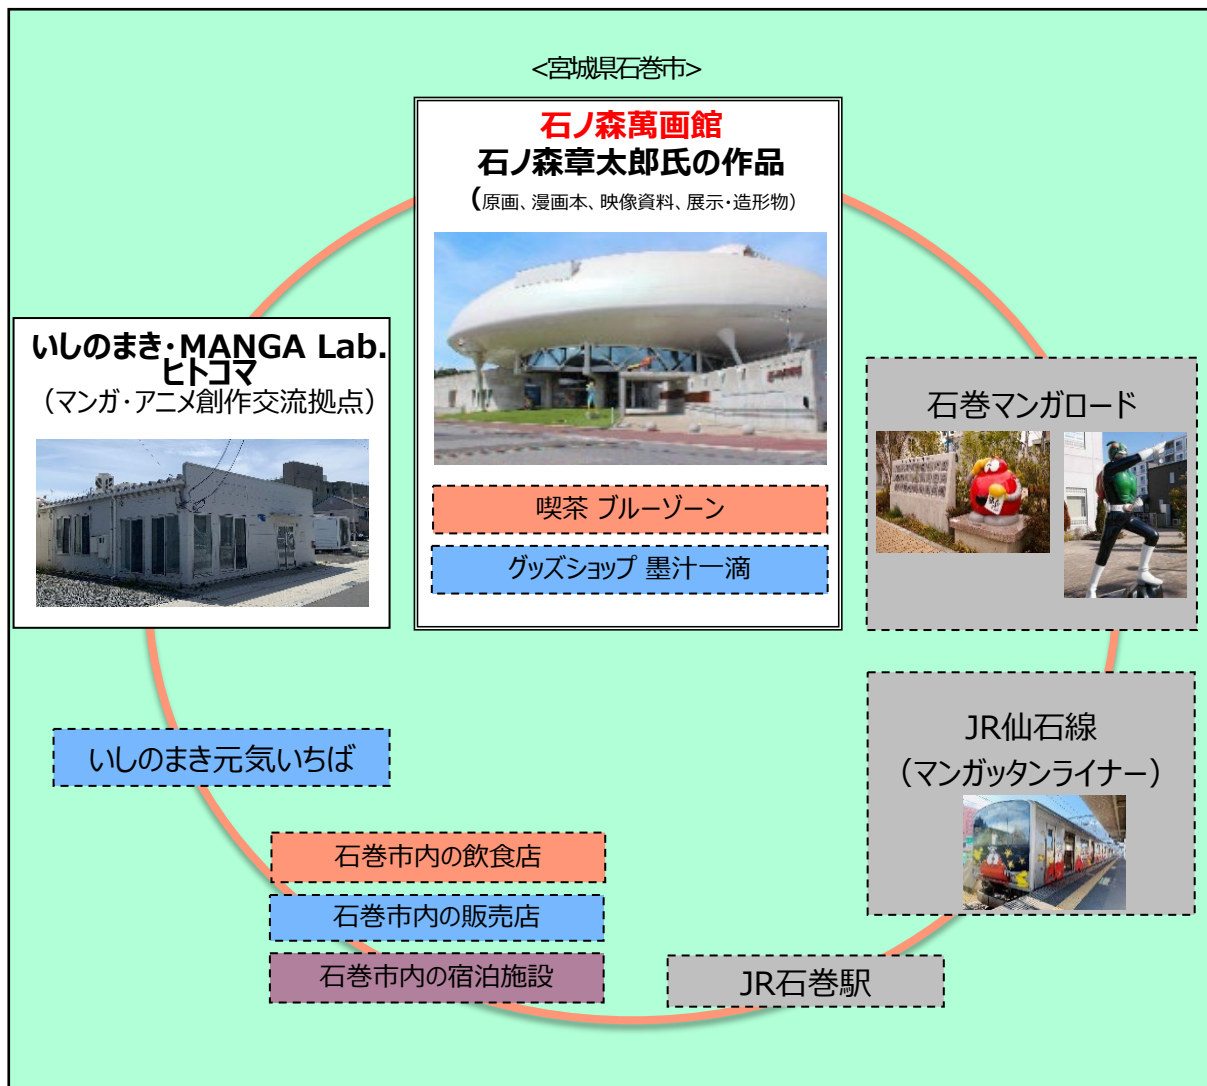 <宮城県石巻市>
石ノ森萬画館
石ノ森章太郎氏の作品
(原画、漫画本、映像資料、展示・造形物)
喫茶 ブルーゾーン
グッズショップ 墨汁一滴
いしのまき・MANGA Lab.
ヒトコマ
（マンガ・アニメ創作交流拠点）
石巻マンガロード
JR仙石線
（マンガッタンライナー）
いしのまき元気いちば
石巻市内の飲食店
石巻市内の販売店
石巻市内の宿泊施設
JR石巻駅